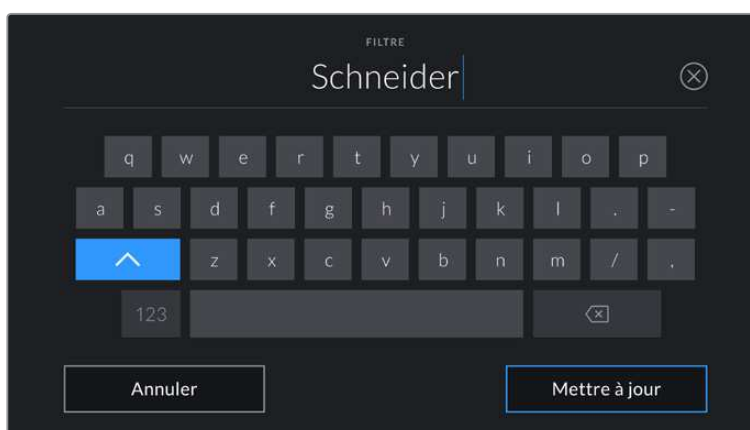 FILTRE
Schneider
q w e r t y u i o p
a s d f g h j k l . -
z x c v b n m / ,
123
Annuler Mettre à jour